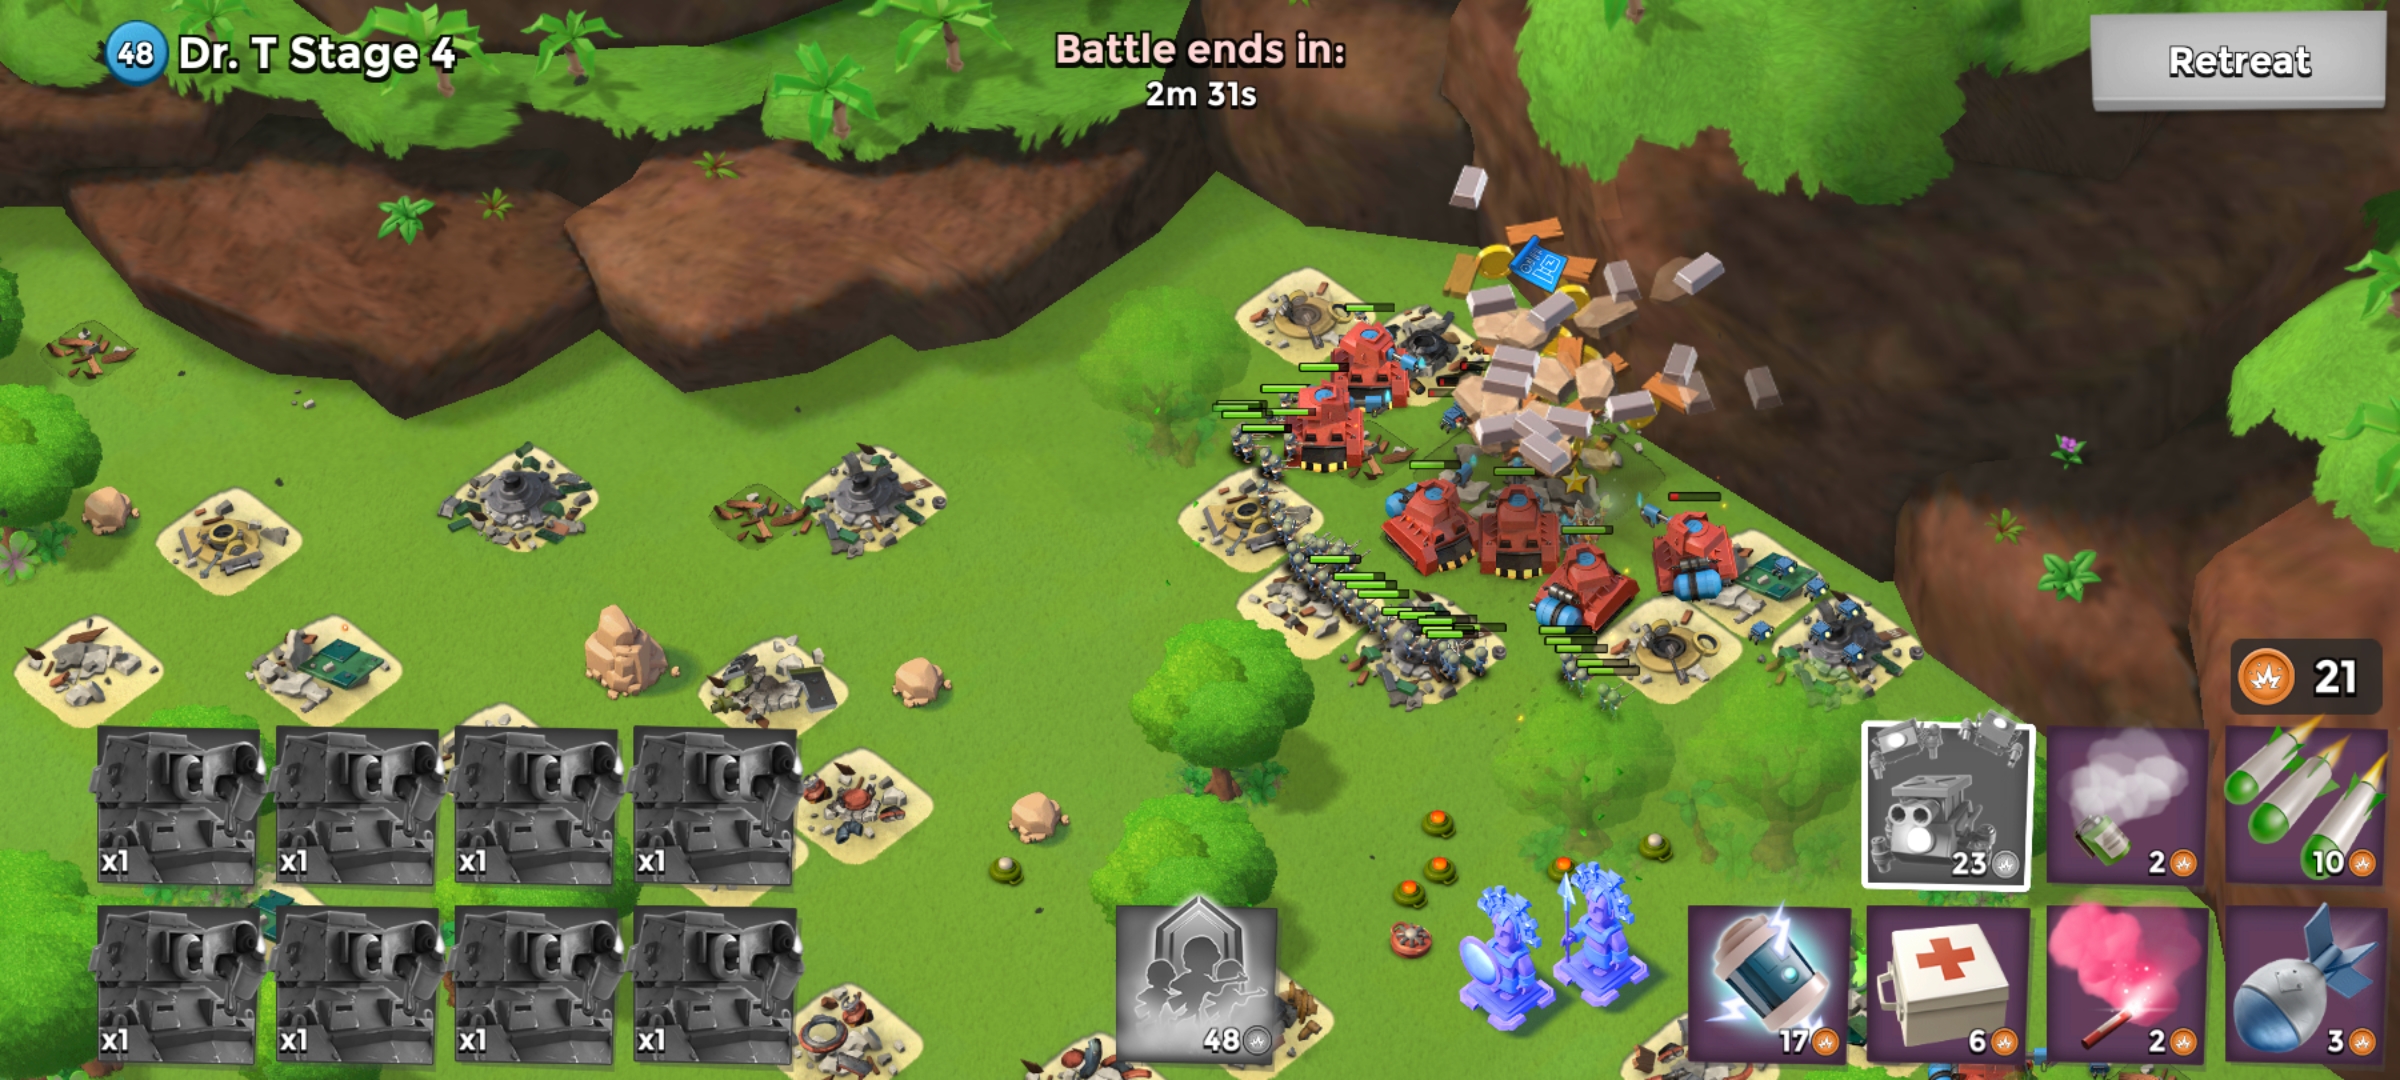 48 Dr. T Stage 4
Battle ends in:
2m 31s
Retreat
21
x1 x1 x1 x1
23 2 10
x1 x1 x1 x1
48 17 6 2 3